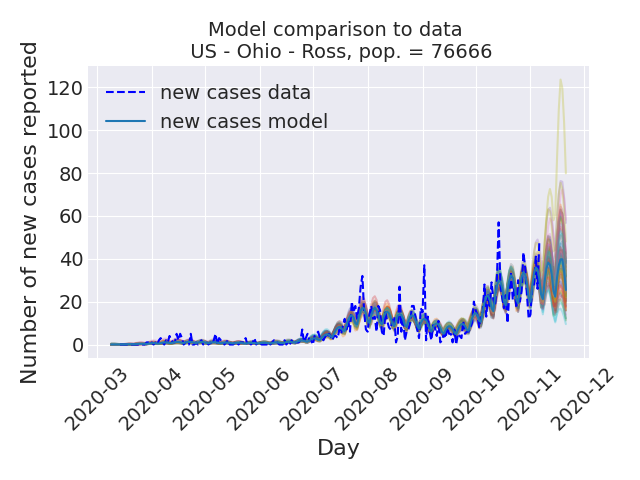 Model comparison to data
US - Ohio - Ross, pop. = 76666
Number of new cases reported
120
100
80
60
40
20
0
new cases data
new cases model
2020-03
2020-04
2020-05
2020-06
2020-07
2020-08
2020-09
2020-10
2020-11
2020-12
Day